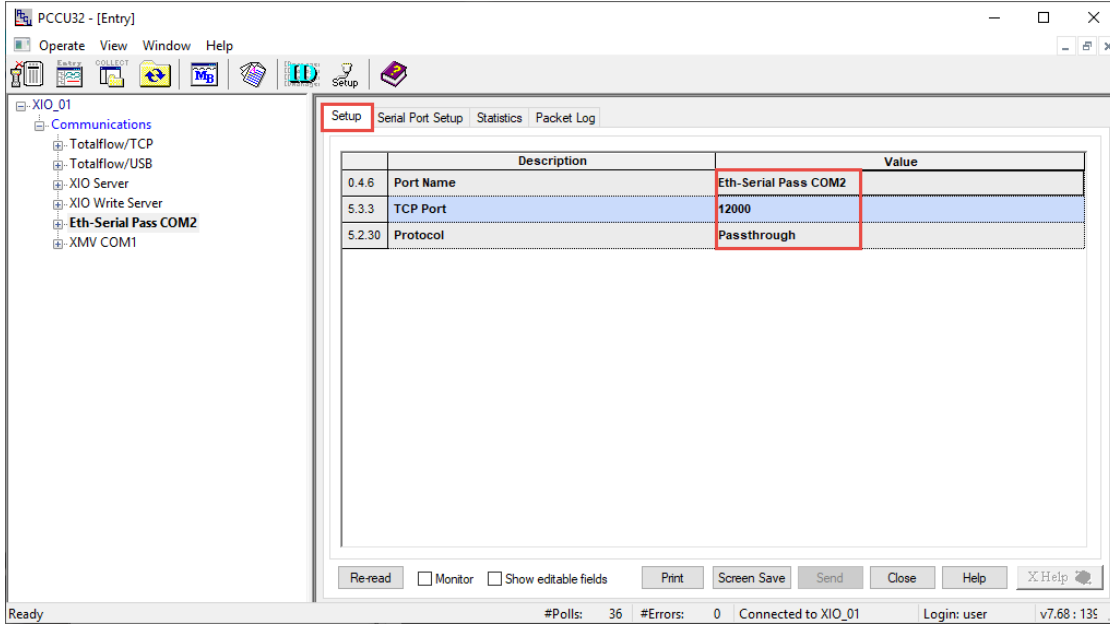 PCCU32 - [Entry]
Operate View Window Help
Entry COLLECT MB ID Setup
XIO_01
Communications
Totalflow/TCP
Totalflow/USB
XIO Server
XIO Write Server
Eth-Serial Pass COM2
XMV COM1
Setup Serial Port Setup Statistics Packet Log
Description Value
0.4.6 Port Name Eth-Serial Pass COM2
5.3.3 TCP Port 12000
5.2.30 Protocol Passthrough
Re-read Monitor Show editable fields Print Screen Save Send Close Help X Help
Ready #Polls: 36 #Errors: 0 Connected to XIO_01 Login: user v7.68 : 139